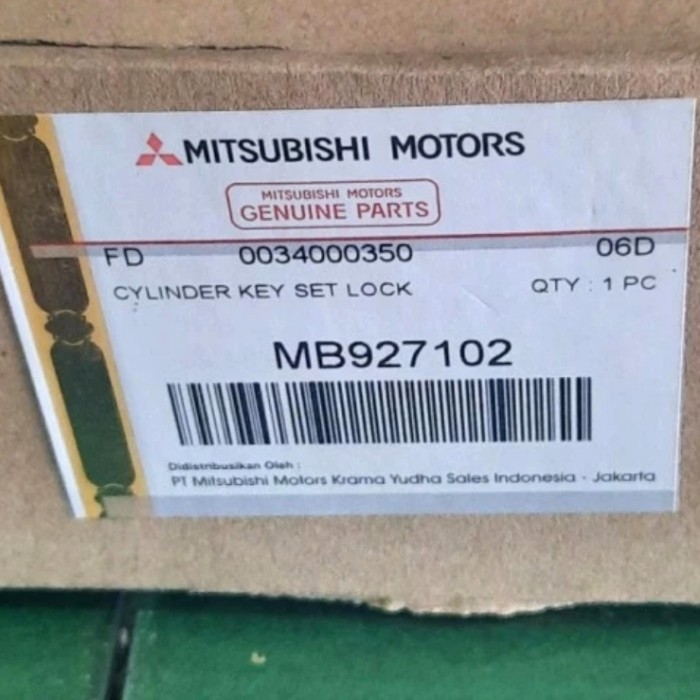 MITSUBISHI MOTORS
MITSUBISHI MOTORS
GENUINE PARTS
FD 0034000350 06D
CYLINDER KEY SET LOCK QTY : 1 PC
MB927102
Didistribusikan Oleh :
PT Mitsubishi Motors Krama Yudha Sales Indonesia - Jakarta